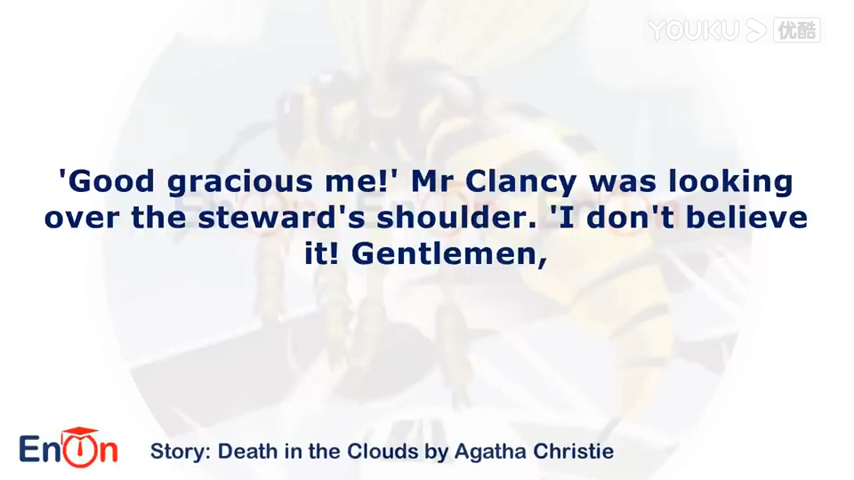 YOUKU 优酷
'Good gracious me!' Mr Clancy was looking
over the steward's shoulder. 'I don't believe
it! Gentlemen,
EnOn
Story: Death in the Clouds by Agatha Christie